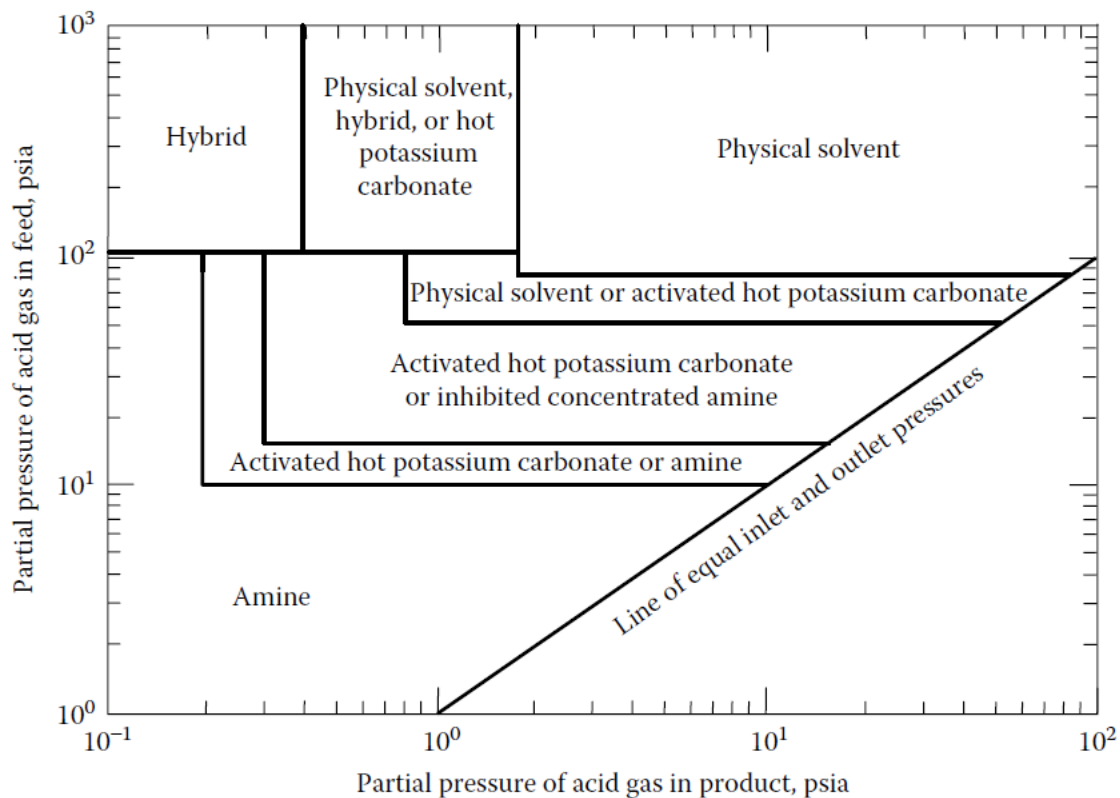 Partial pressure of acid gas in feed, psia
10³
10²
10¹
10⁰
Hybrid
Physical solvent,
hybrid, or hot
potassium
carbonate
Physical solvent
Physical solvent or activated hot potassium carbonate
Activated hot potassium carbonate
or inhibited concentrated amine
Activated hot potassium carbonate or amine
Amine
Line of equal inlet and outlet pressures
10⁻¹
10⁰
10¹
10²
Partial pressure of acid gas in product, psia